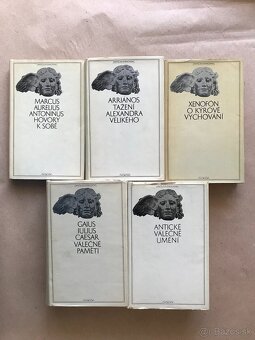 MARCUS
AURELIUS
ANTONINUS
HOVORY
K SOBĚ
ARRIANOS
TAŽENÍ
ALEXANDRA
VELIKÉHO
XENOFÓN
O KÝROVĚ
VYCHOVÁNÍ
GAIUS
IULIUS
CAESAR
VÁLEČNÉ
PAMĚTI
ANTICKÉ
VÁLEČNÉ
UMĚNÍ